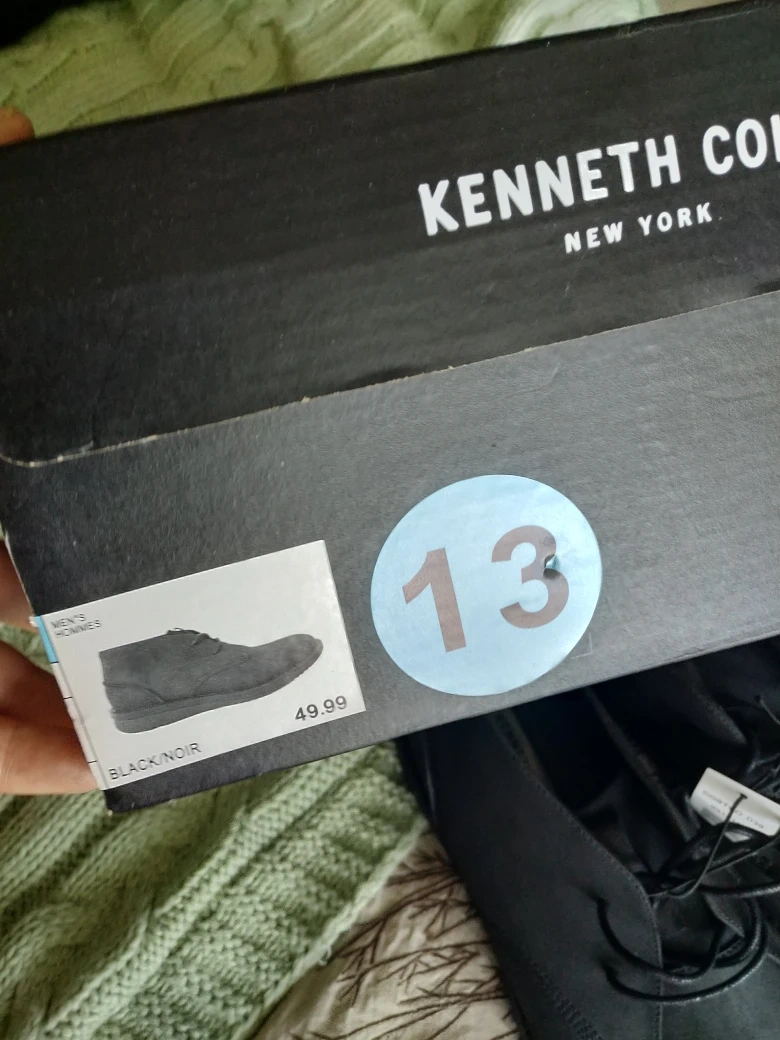 KENNETH CO
NEW YORK
13
MEN'S
HOMMES
49.99
BLACK/NOIR